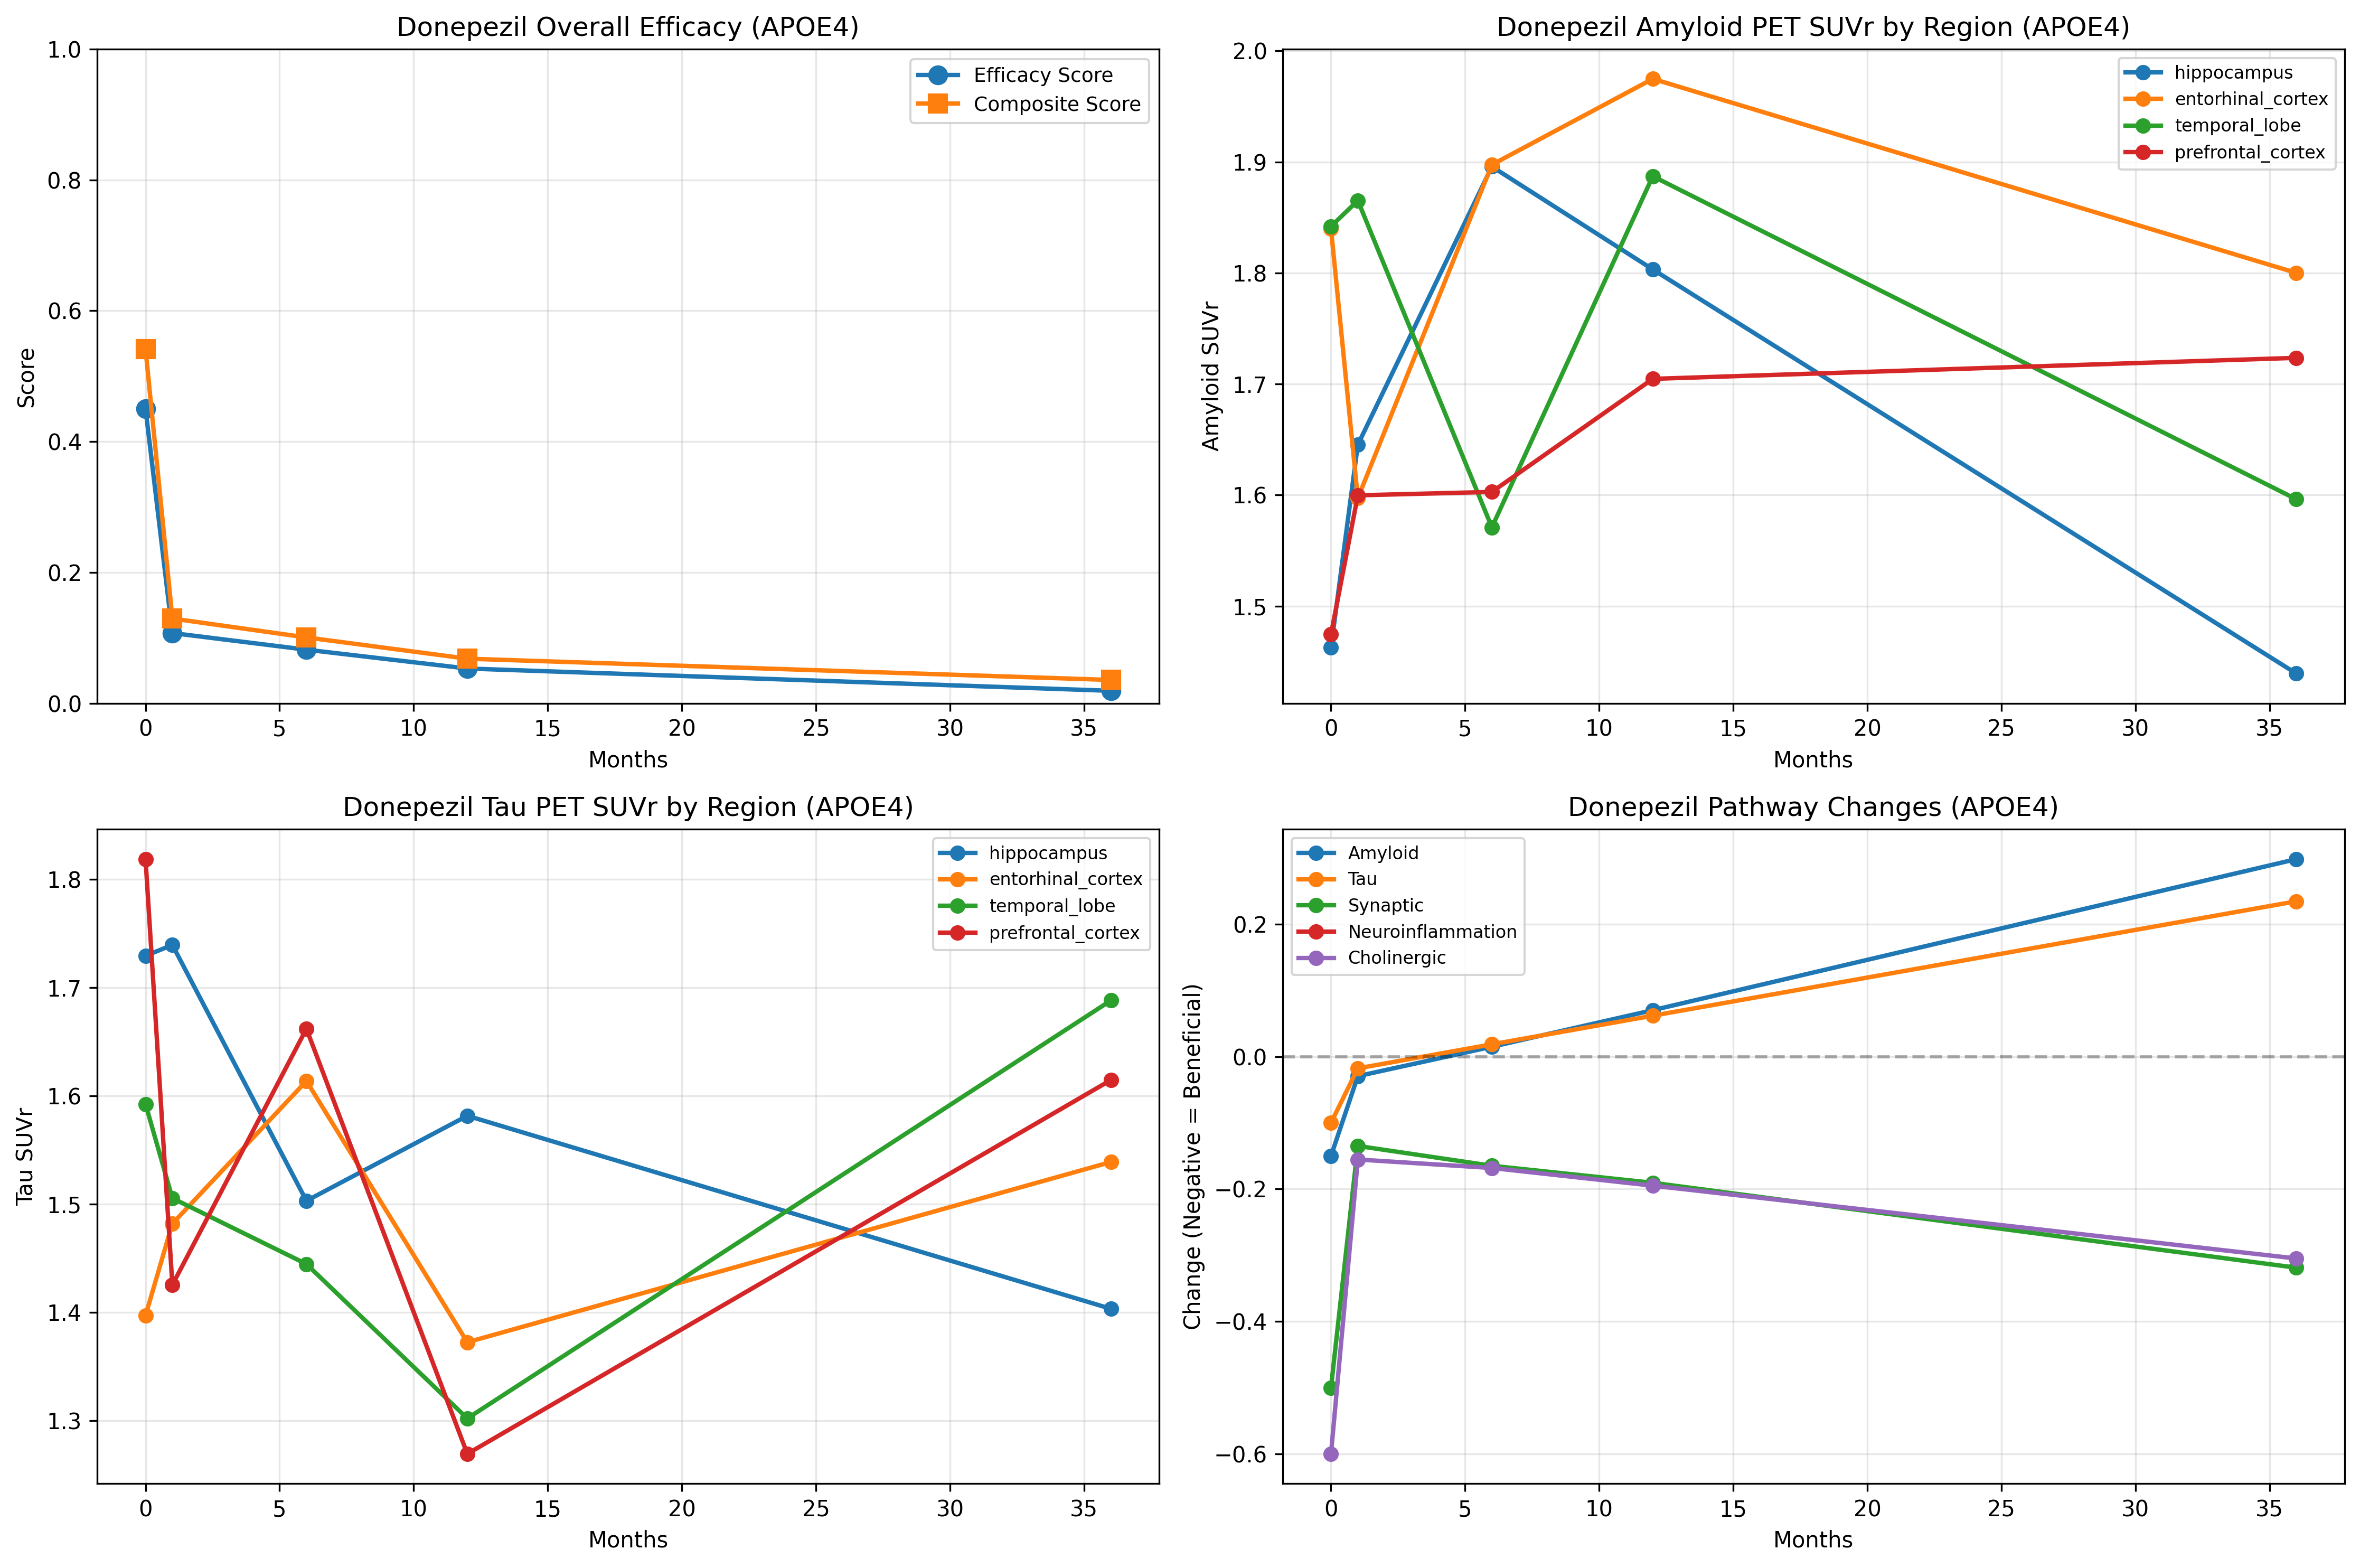 Donepezil Overall Efficacy (APOE4)
1.0
0.8
0.6
0.4
0.2
0.0
Score
Efficacy Score
Composite Score
0 5 10 15 20 25 30 35
Months
Donepezil Amyloid PET SUVr by Region (APOE4)
2.0
1.9
1.8
1.7
1.6
1.5
Amyloid SUVr
hippocampus
entorhinal_cortex
temporal_lobe
prefrontal_cortex
0 5 10 15 20 25 30 35
Months
Donepezil Tau PET SUVr by Region (APOE4)
1.8
1.7
1.6
1.5
1.4
1.3
Tau SUVr
hippocampus
entorhinal_cortex
temporal_lobe
prefrontal_cortex
0 5 10 15 20 25 30 35
Months
Donepezil Pathway Changes (APOE4)
0.2
0.0
−0.2
−0.4
−0.6
Change (Negative = Beneficial)
Amyloid
Tau
Synaptic
Neuroinflammation
Cholinergic
0 5 10 15 20 25 30 35
Months